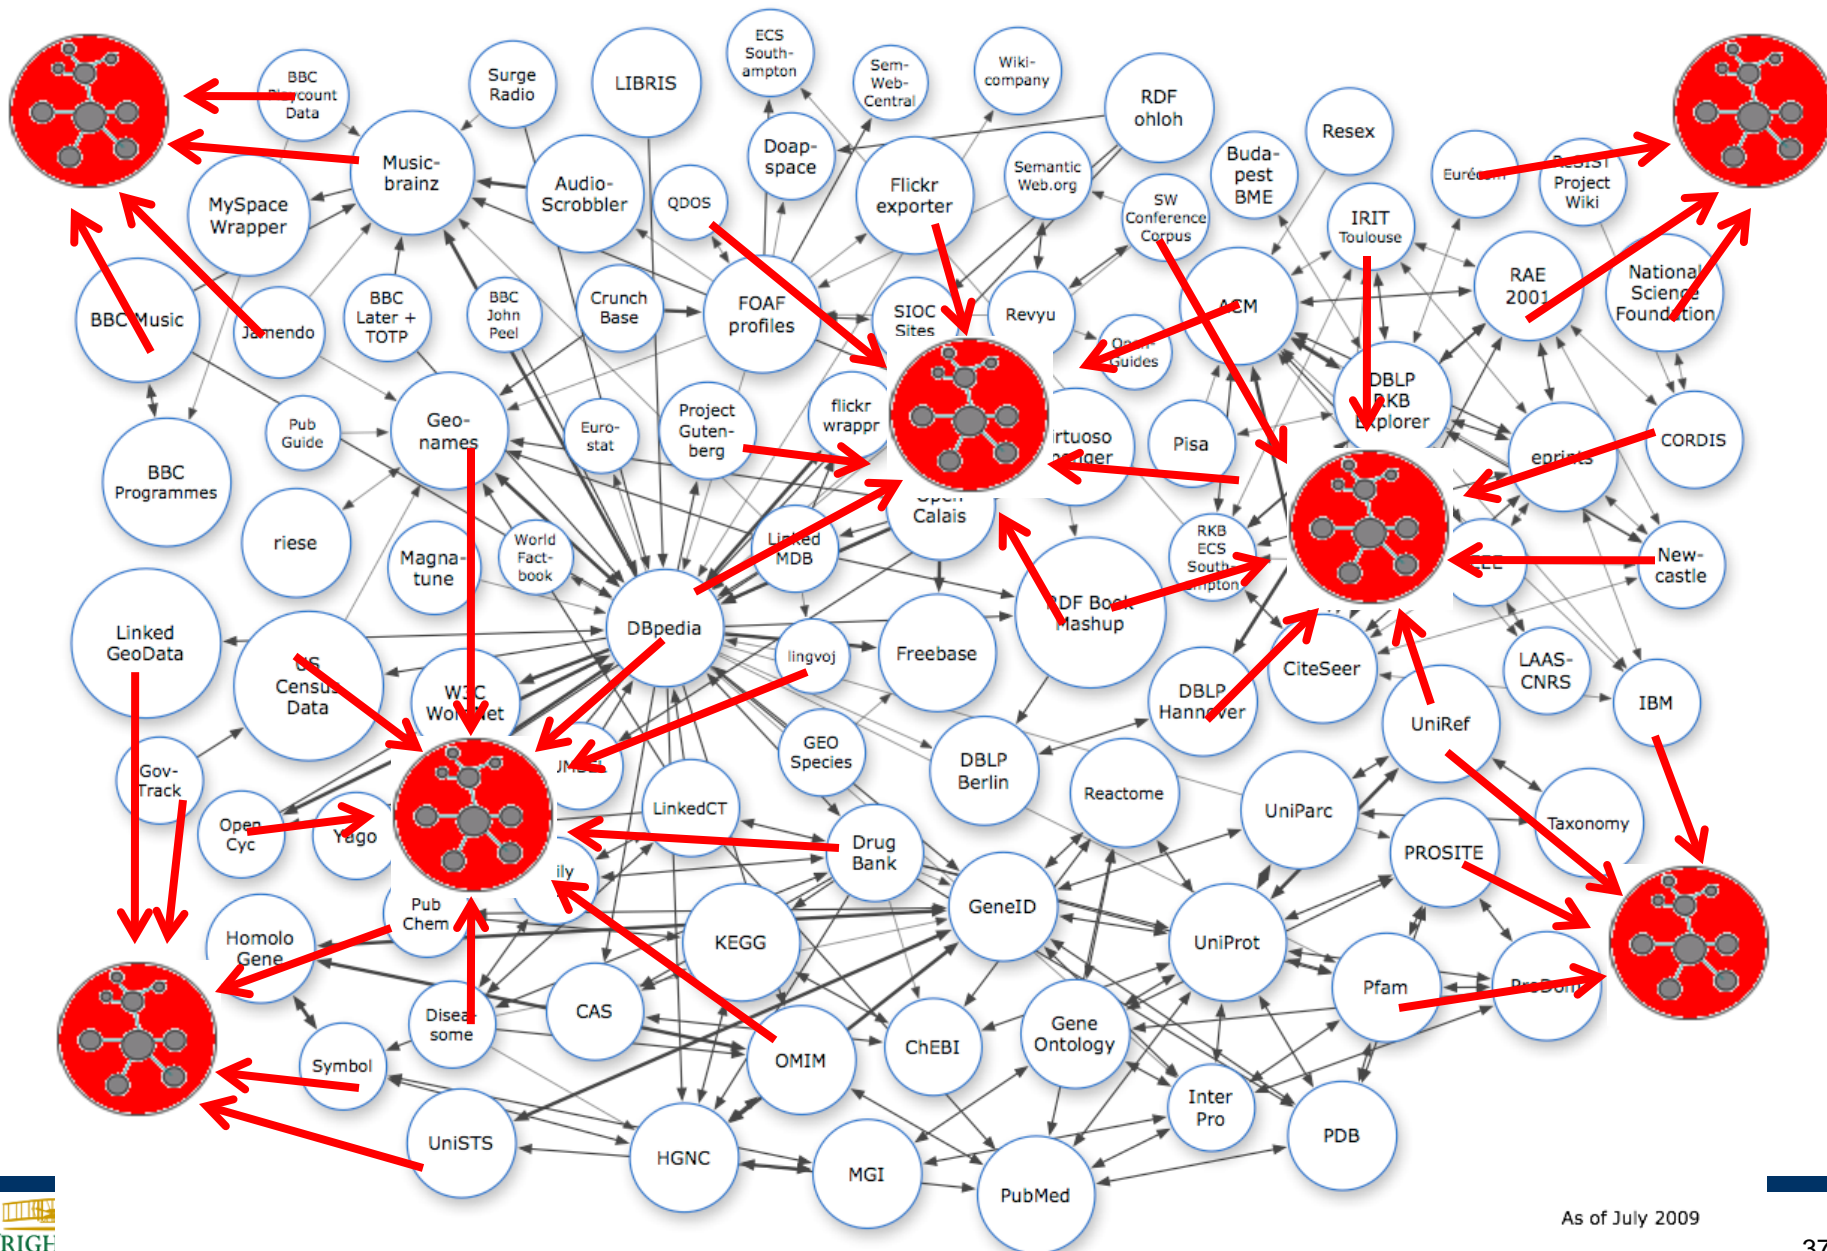 ECS
South-
ampton
BBC
Playcount
Data
Surge
Radio
LIBRIS
Sem-
Web-
Central
Wiki-
company
RDF
ohloh
Resex
Music-
brainz
Audio-
Scrobbler
QDOS
Doap-
space
Flickr
exporter
Semantic
Web.org
SW
Conference
Corpus
Buda-
pest
BME
IRIT
Toulouse
Eurécom
ReSIST
Project
Wiki
MySpace
Wrapper
BBC Music
Jamendo
BBC
Later +
TOTP
BBC
John
Peel
Crunch
Base
FOAF
profiles
SIOC
Sites
Revyu
Open-
Guides
ACM
RAE
2001
National
Science
Foundation
BBC
Programmes
Pub
Guide
Geo-
names
Euro-
stat
Project
Guten-
berg
flickr
wrappr
Pisa
DBLP
RKB
Explorer
eprints
CORDIS
riese
Magna-
tune
World
Fact-
book
Linked
MDB
Open
Calais
RKB
ECS
South-
New-
castle
Linked
GeoData
US
Census
Data
W3C
WordNet
DBpedia
lingvoj
Freebase
RDF Book
Mashup
DBLP
Hannover
CiteSeer
LAAS-
CNRS
IBM
UniRef
Gov-
Track
Open
Cyc
Yago
LinkedCT
GEO
Species
DBLP
Berlin
Reactome
UniParc
Taxonomy
PROSITE
Drug
Bank
Pub
Chem
Homolo
Gene
KEGG
GeneID
UniProt
Pfam
ProDom
Symbol
Disea-
some
CAS
OMIM
ChEBI
Gene
Ontology
Inter
Pro
PDB
UniSTS
HGNC
MGI
PubMed
As of July 2009
37